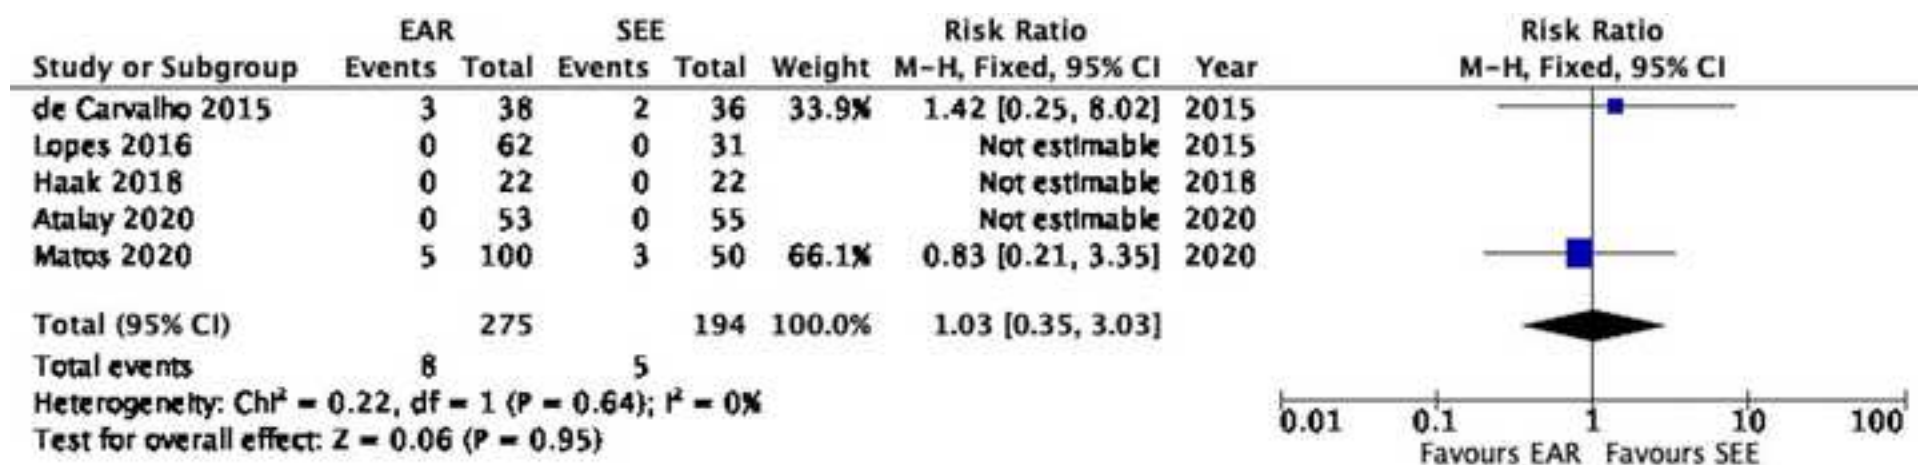 EAR SEE Risk Ratio Risk Ratio
Study or Subgroup Events Total Events Total Weight M-H, Fixed, 95% CI Year M-H, Fixed, 95% CI
de Carvalho 2015 3 38 2 36 33.9% 1.42 [0.25, 8.02] 2015
Lopes 2016 0 62 0 31 Not estimable 2015
Haak 2018 0 22 0 22 Not estimable 2018
Atalay 2020 0 53 0 55 Not estimable 2020
Matos 2020 5 100 3 50 66.1% 0.83 [0.21, 3.35] 2020
Total (95% CI) 275 194 100.0% 1.03 [0.35, 3.03]
Total events 8 5
Heterogeneity: Chi² = 0.22, df = 1 (P = 0.64); I² = 0%
Test for overall effect: Z = 0.06 (P = 0.95)
0.01 0.1 1 10 100
Favours EAR Favours SEE